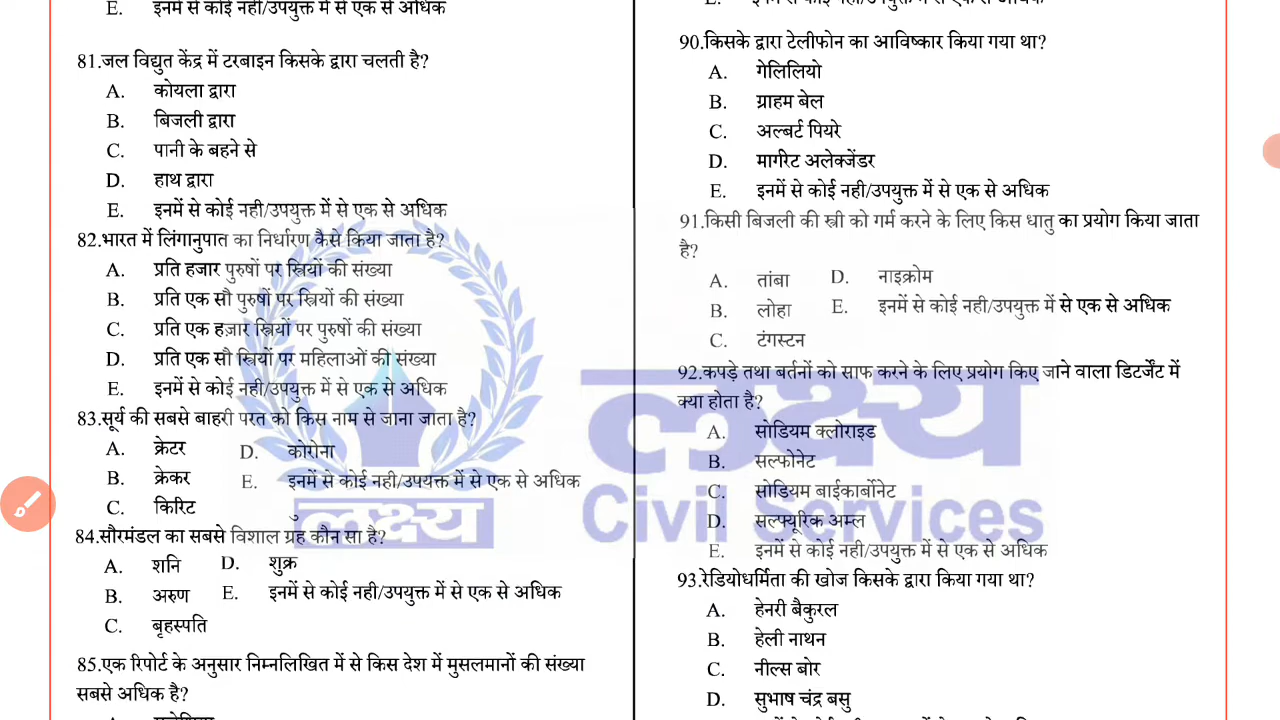 E. इनमें से कोई नही/उपयुक्त में से एक से अधिक
81.जल विद्युत केंद्र में टरबाइन किसके द्वारा चलती है?
A. कोयला द्वारा
B. बिजली द्वारा
C. पानी के बहने से
D. हाथ द्वारा
E. इनमें से कोई नही/उपयुक्त में से एक से अधिक
82.भारत में लिंगानुपात का निर्धारण कैसे किया जाता है?
A. प्रति हजार पुरुषों पर स्त्रियों की संख्या
B. प्रति एक सौ पुरुषों पर स्त्रियों की संख्या
C. प्रति एक हज़ार स्त्रियों पर पुरुषों की संख्या
D. प्रति एक सौ स्त्रियों पर महिलाओं की संख्या
E. इनमें से कोई नही/उपयुक्त में से एक से अधिक
83.सूर्य की सबसे बाहरी परत को किस नाम से जाना जाता है?
A. क्रेटर D. कोरोना
B. क्रेकर E. इनमें से कोई नही/उपयक्त में से एक से अधिक
C. किरिट
84.सौरमंडल का सबसे विशाल ग्रह कौन सा है?
A. शनि D. शुक्र
B. अरुण E. इनमें से कोई नही/उपयुक्त में से एक से अधिक
C. बृहस्पति
85.एक रिपोर्ट के अनुसार निम्नलिखित में से किस देश में मुसलमानों की संख्या
सबसे अधिक है?
90.किसके द्वारा टेलीफोन का आविष्कार किया गया था?
A. गेलिलियो
B. ग्राहम बेल
C. अल्बर्ट पियरे
D. मार्गरेट अलेक्जेंडर
E. इनमें से कोई नही/उपयुक्त में से एक से अधिक
91.किसी बिजली की स्त्री को गर्म करने के लिए किस धातु का प्रयोग किया जाता
है?
A. तांबा D. नाइक्रोम
B. लोहा E. इनमें से कोई नही/उपयुक्त में से एक से अधिक
C. टंगस्टन
92.कपड़े तथा बर्तनों को साफ करने के लिए प्रयोग किए जाने वाला डिटर्जेंट में
क्या होता है?
A. सोडियम क्लोराइड
B. सल्फोनेट
C. सोडियम बाईकार्बोनेट
D. सल्फ्यूरिक अम्ल
E. इनमें से कोई नही/उपयुक्त में से एक से अधिक
93.रेडियोधर्मिता की खोज किसके द्वारा किया गया था?
A. हेनरी बैकुरल
B. हेली नाथन
C. नील्स बोर
D. सुभाष चंद्र बसु
लक्ष्य
लक्ष्य
Civil Services